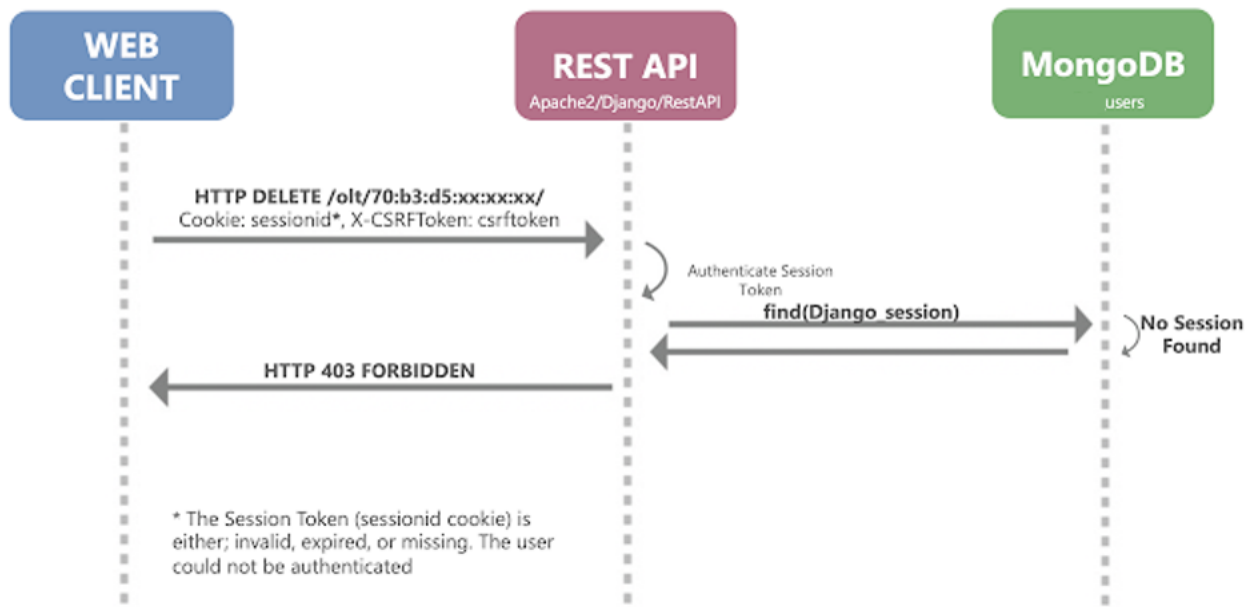 WEB
CLIENT
REST API
Apache2/Django/RestAPI
MongoDB
users
HTTP DELETE /olt/70:b3:d5:xx:xx:xx/
Cookie: sessionid*, X-CSRFToken: csrftoken
Authenticate Session
Token
find(Django_session)
No Session
Found
HTTP 403 FORBIDDEN
* The Session Token (sessionid cookie) is
either; invalid, expired, or missing. The user
could not be authenticated